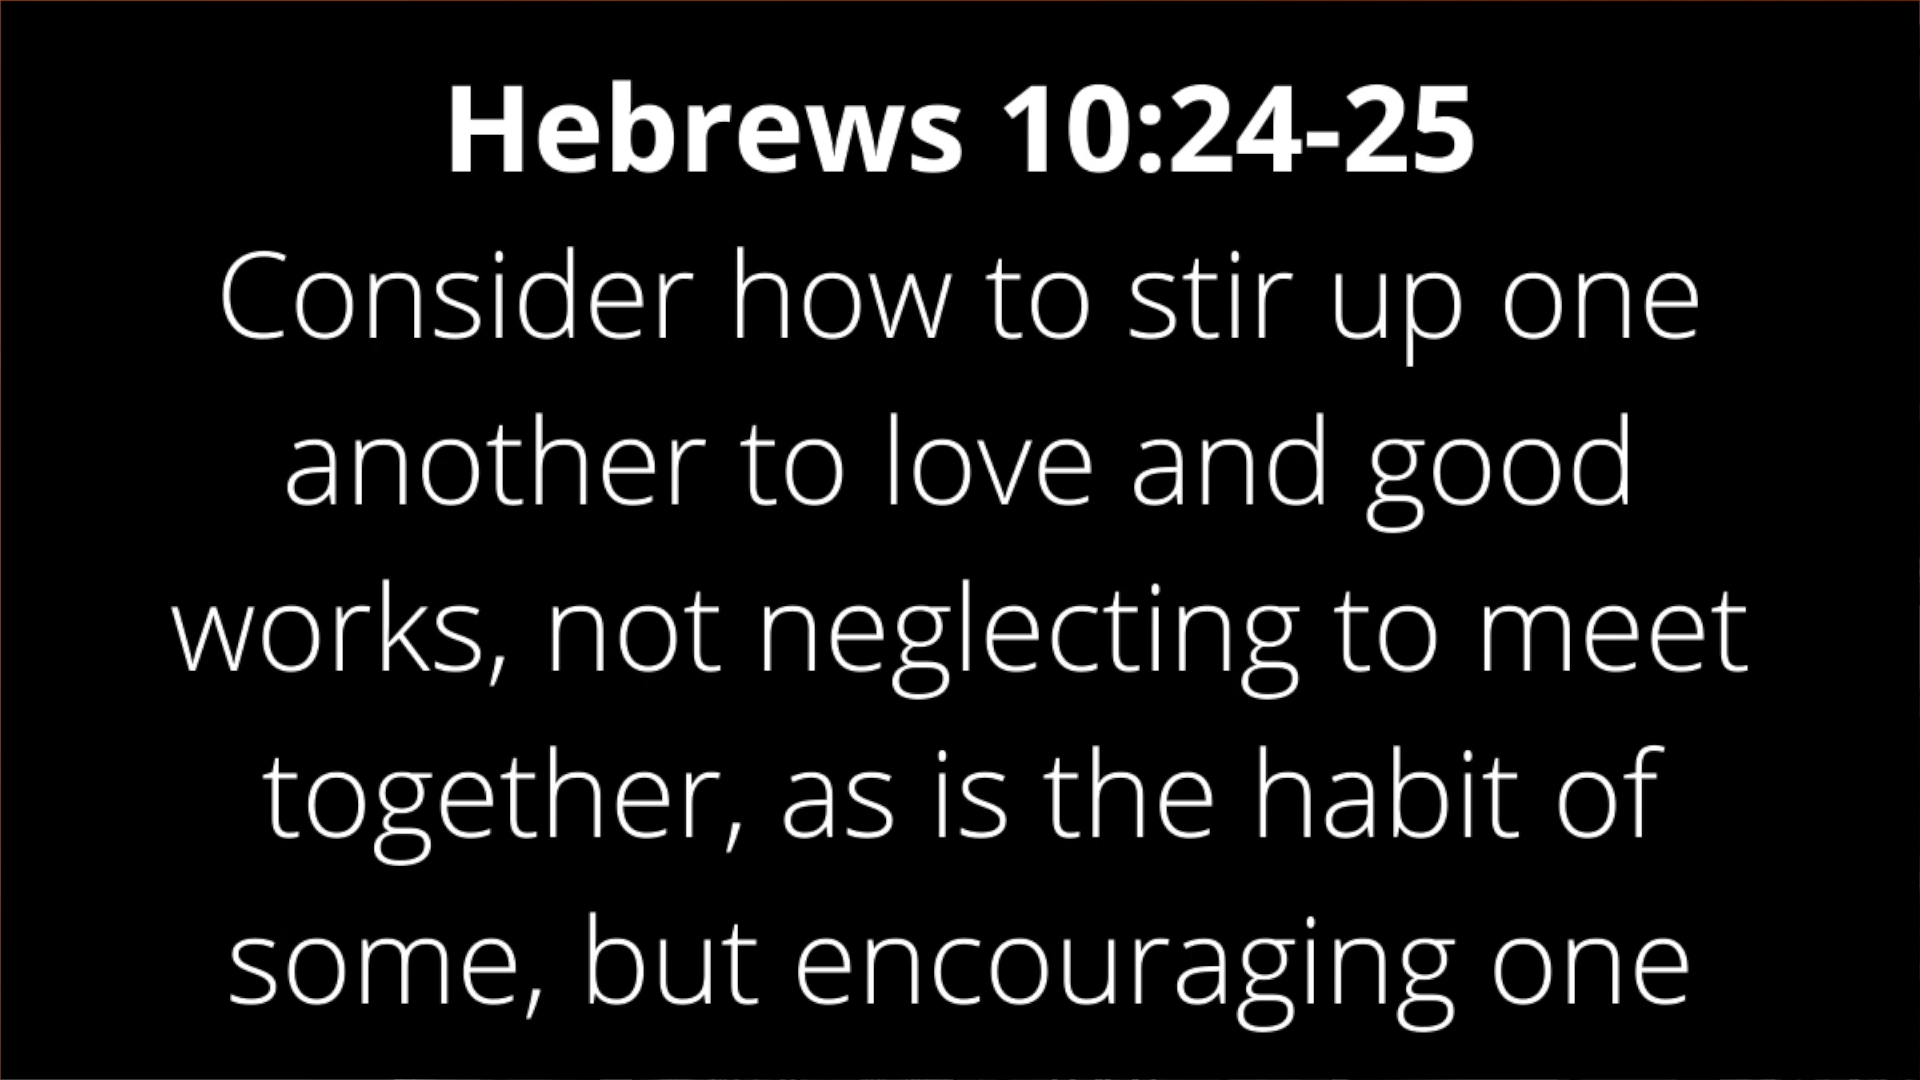 Hebrews 10:24-25
Consider how to stir up one
another to love and good
works, not neglecting to meet
together, as is the habit of
some, but encouraging one